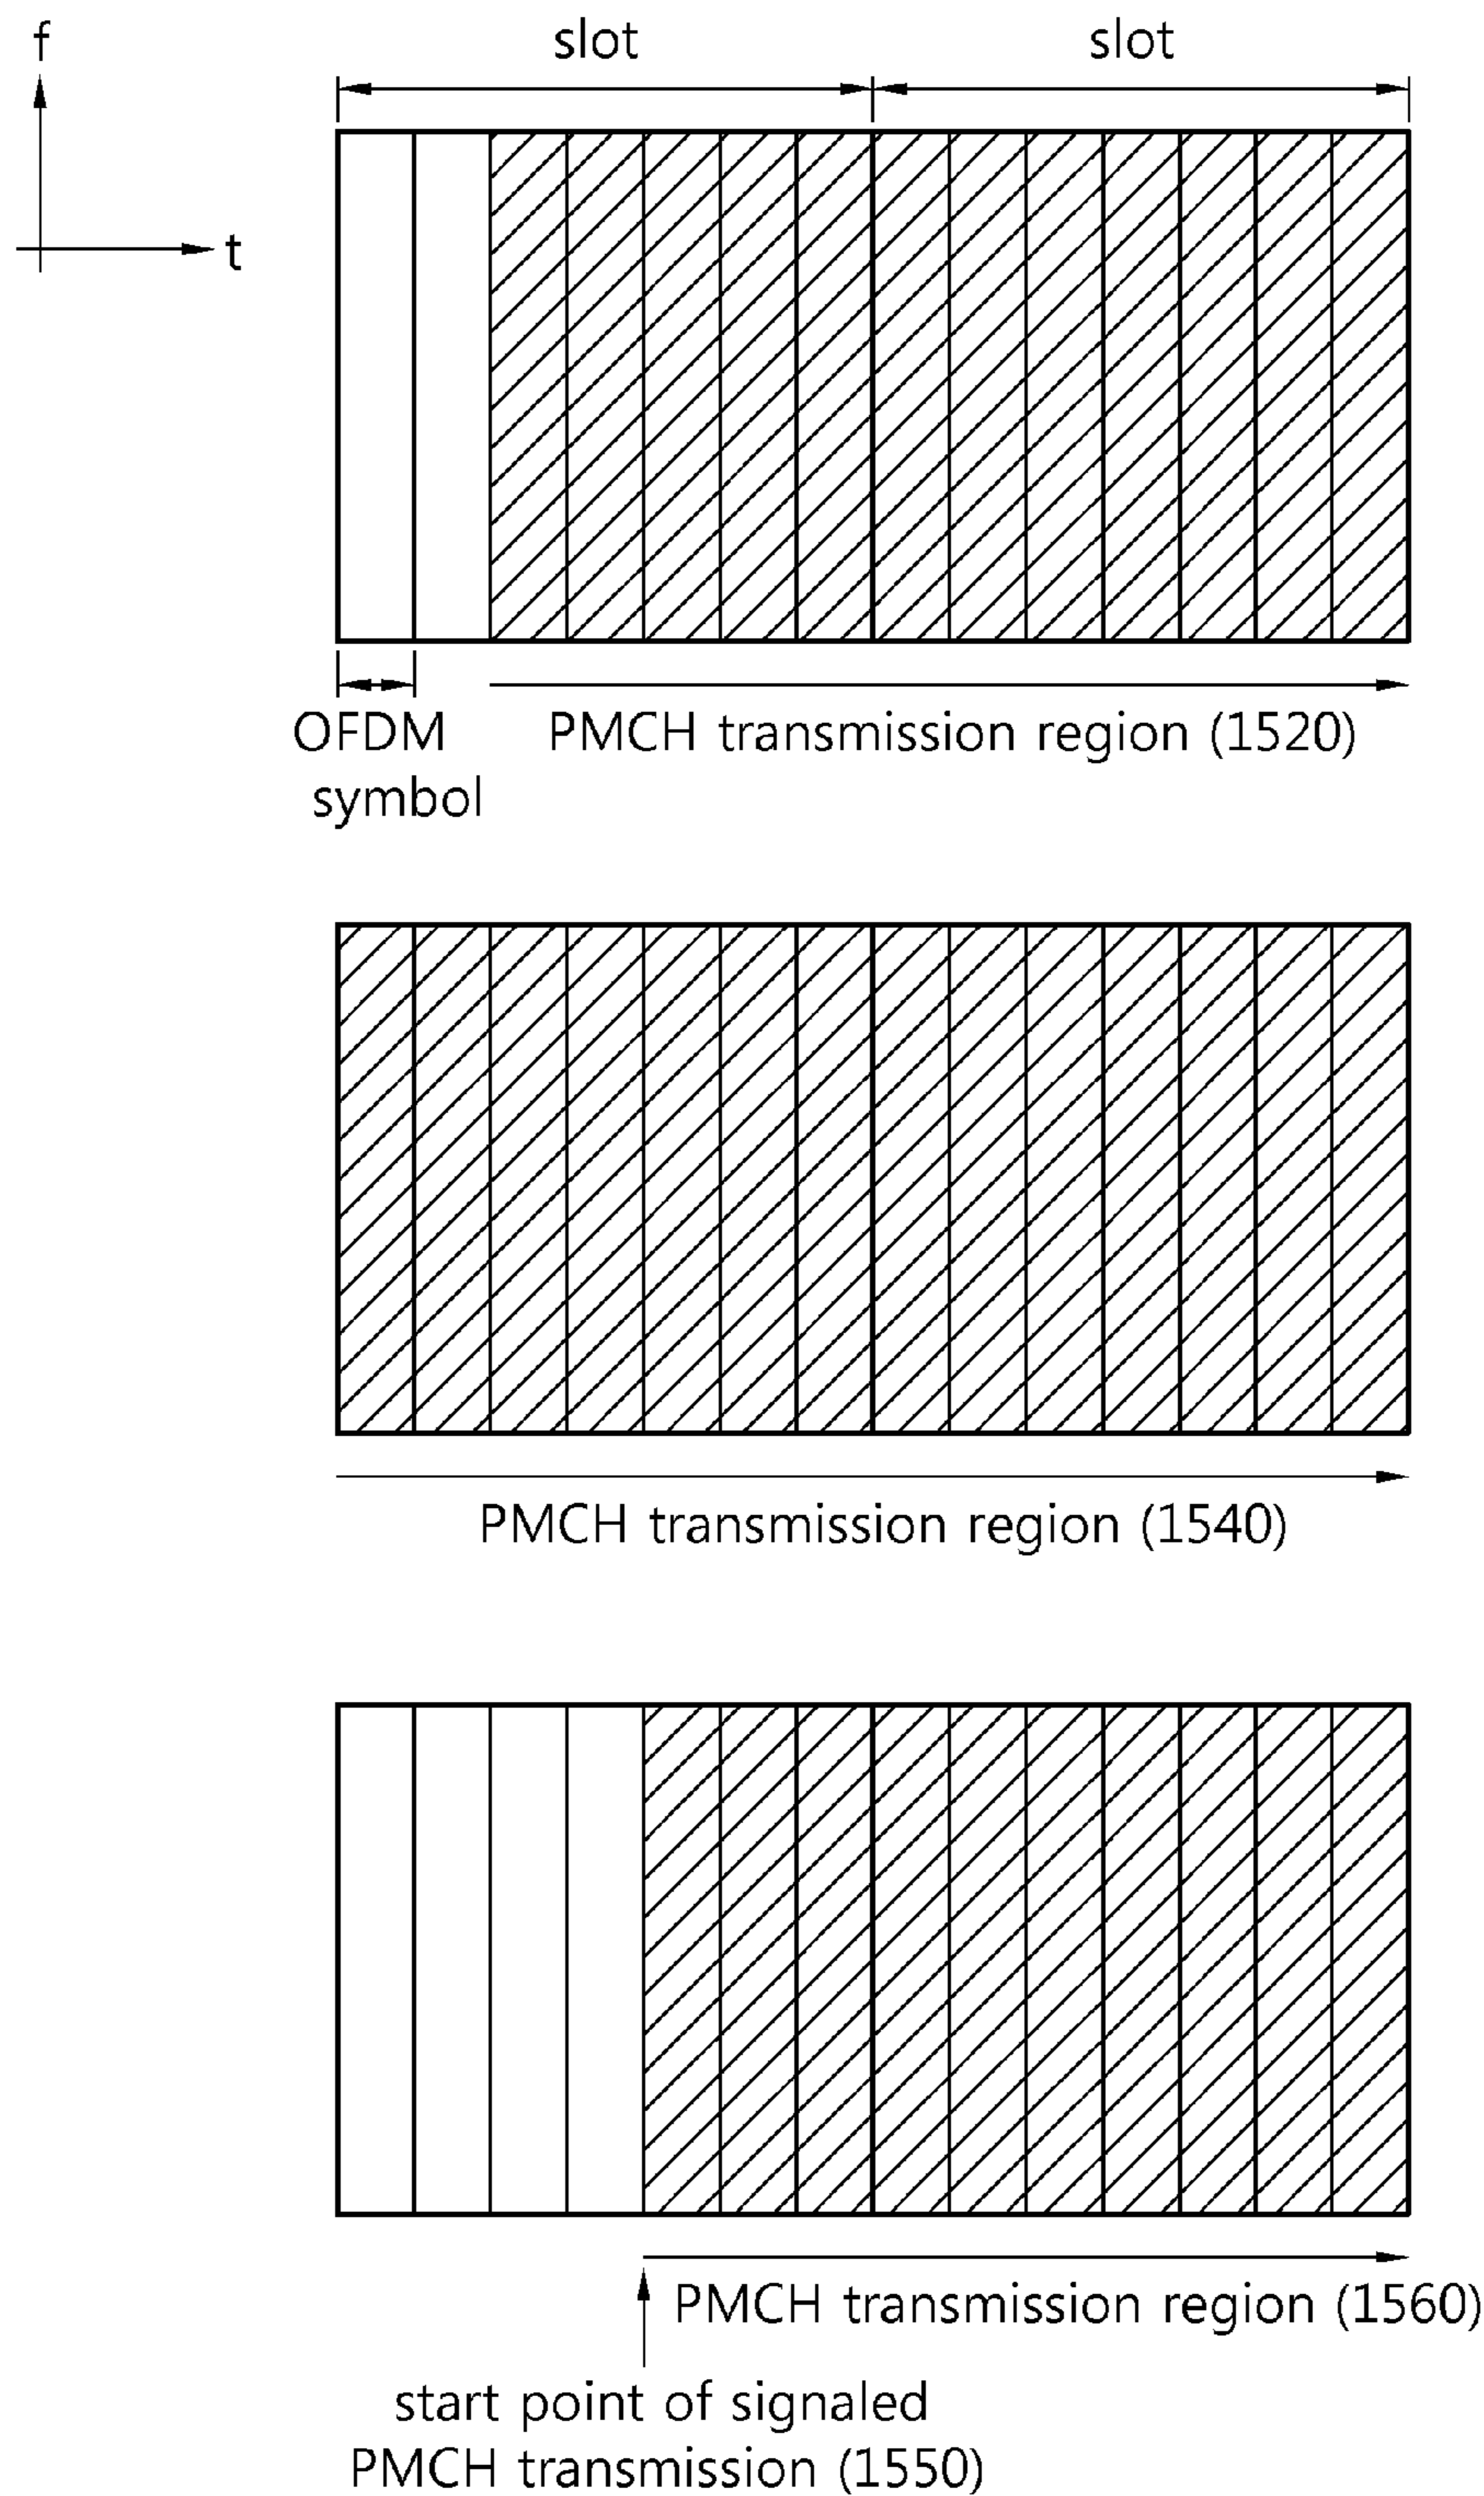 f
slot
slot
t
OFDM
symbol
PMCH transmission region (1520)
PMCH transmission region (1540)
PMCH transmission region (1560)
start point of signaled
PMCH transmission (1550)